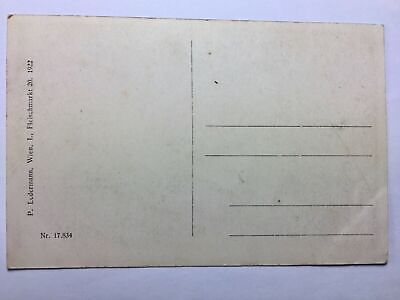 P. Ledermann, Wien, I., Fleischmarkt 20, 1922
Nr. 17.834